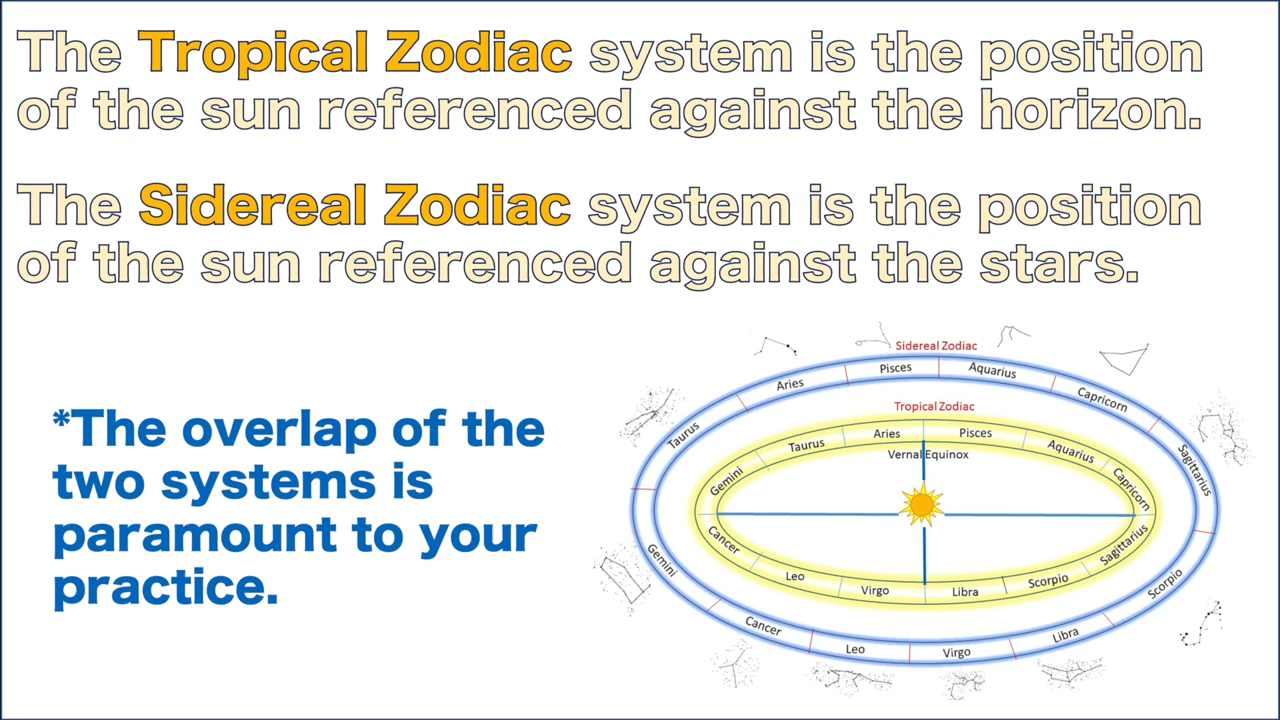 The Tropical Zodiac system is the position
of the sun referenced against the horizon.
The Sidereal Zodiac system is the position
of the sun referenced against the stars.
*The overlap of the
two systems is
paramount to your
practice.
Sidereal Zodiac
Aries
Pisces
Aquarius
Capricorn
Taurus
Sagittarius
Gemini
Scorpio
Cancer
Leo
Virgo
Libra
Tropical Zodiac
Taurus
Aries
Pisces
Aquarius
Gemini
Capricorn
Vernal Equinox
Cancer
Sagittarius
Leo
Virgo
Libra
Scorpio